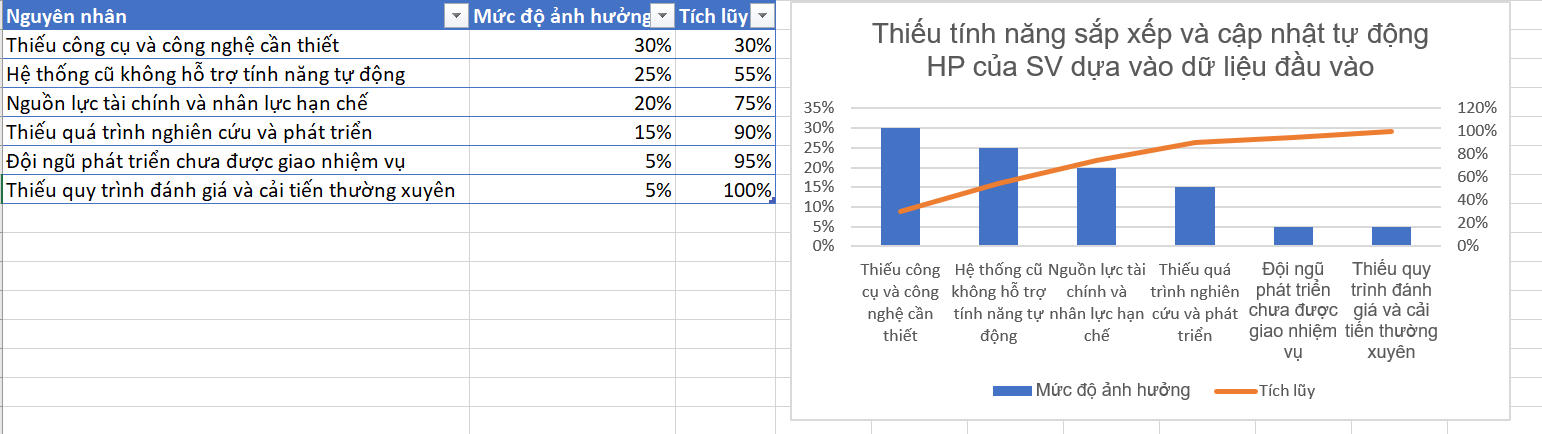 Nguyên nhân Mức độ ảnh hưởng Tích lũy
Thiếu công cụ và công nghệ cần thiết 30% 30%
Hệ thống cũ không hỗ trợ tính năng tự động 25% 55%
Nguồn lực tài chính và nhân lực hạn chế 20% 75%
Thiếu quá trình nghiên cứu và phát triển 15% 90%
Đội ngũ phát triển chưa được giao nhiệm vụ 5% 95%
Thiếu quy trình đánh giá và cải tiến thường xuyên 5% 100%
Thiếu tính năng sắp xếp và cập nhật tự động
HP của SV dựa vào dữ liệu đầu vào
35%
30%
25%
20%
15%
10%
5%
0%
120%
100%
80%
60%
40%
20%
0%
Thiếu công
cụ và công
nghệ cần
thiết
Hệ thống cũ
không hỗ trợ
tính năng tự
động
Nguồn lực tài
chính và
nhân lực hạn
chế
Thiếu quá
trình nghiên
cứu và phát
triển
Đội ngũ
phát triển
chưa được
giao nhiệm
vụ
Thiếu quy
trình đánh
giá và cải
tiến thường
xuyên
Mức độ ảnh hưởng
Tích lũy